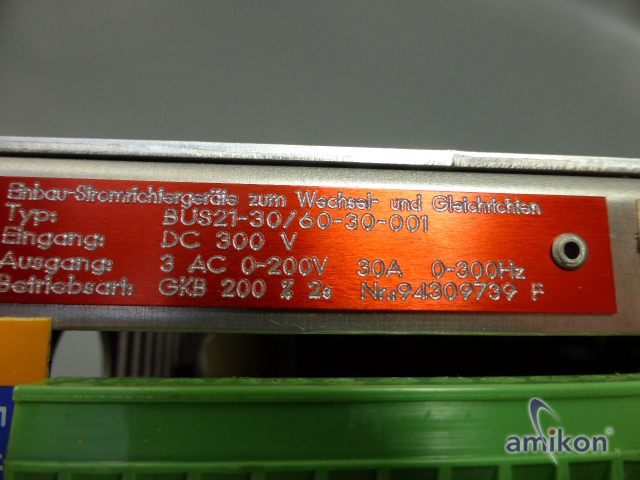 Einbau-Stromrichtergeräte zum Wechsel- und Gleichrichten
Typ: BUS21-30/60-30-001
Eingang: DC 300 V
Ausgang: 3 AC 0-200V 30A 0-300Hz
Betriebsart: GKB 200 % 2s Nr.:94309739 F
amikon®